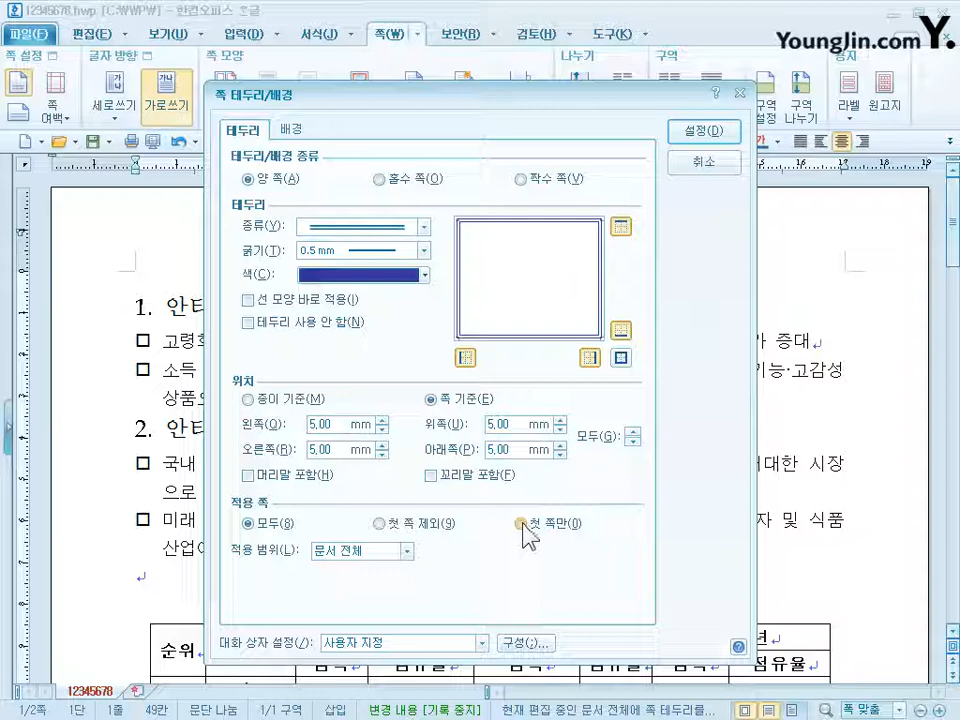 12345678.hwp [C:\WWPW] - 한컴오피스 한글
파일(F) 편집(E) 보기(U) 입력(D) 서식(J) 쪽(W) 보안(R) 검토(H) 도구(K)
YoungJin.com Y.
쪽 설정 글자 방향 쪽 모양 나누기 구역
쪽 여백 세로쓰기 가로쓰기 구역 설정 구역 나누기 라벨 원고지
쪽 테두리/배경
테두리 배경
설정(D)
취소
테두리/배경 종류
양 쪽(A) 홀수 쪽(O) 짝수 쪽(V)
테두리
종류(Y):
굵기(T): 0.5 mm
색(C):
선 모양 바로 적용(I)
테두리 사용 안 함(N)
위치
종이 기준(M) 쪽 기준(E)
왼쪽(Q): 5.00 mm 위쪽(U): 5.00 mm 모두(G):
오른쪽(R): 5.00 mm 아래쪽(P): 5.00 mm
머리말 포함(H) 꼬리말 포함(F)
적용 쪽
모두(8) 첫 쪽 제외(9) 첫 쪽만(0)
적용 범위(L): 문서 전체
대화 상자 설정(/): 사용자 지정 구성(;)...
1. 안티
고령화
증대
소득
기능·고감성
상품
2. 안티
국내
대한 시장
으로
미래
자 및 식품
산업
순위
년
점유율
12345678
1/2쪽 1단 1줄 49칸 문단 나눔 1/1 구역 삽입 변경 내용 [기록 중지] 현재 편집 중인 문서 전체에 쪽 테두리를... 폭 맞춤